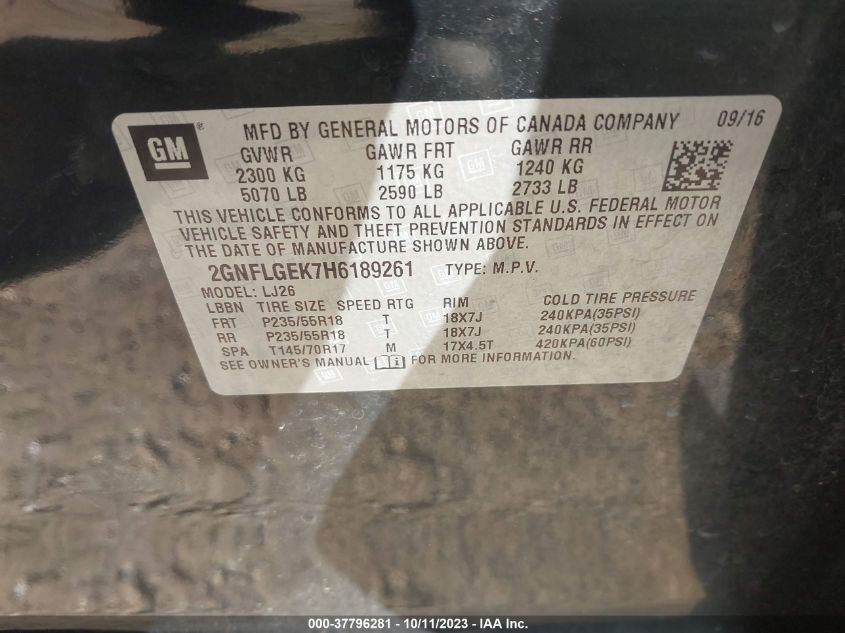 GM ® MFD BY GENERAL MOTORS OF CANADA COMPANY 09/16
GVWR GAWR FRT GAWR RR
2300 KG 1175 KG 1240 KG
5070 LB 2590 LB 2733 LB
THIS VEHICLE CONFORMS TO ALL APPLICABLE U.S. FEDERAL MOTOR
VEHICLE SAFETY AND THEFT PREVENTION STANDARDS IN EFFECT ON
THE DATE OF MANUFACTURE SHOWN ABOVE.
2GNFLGEK7H6189261 TYPE: M.P.V.
MODEL: LJ26
LBBN TIRE SIZE SPEED RTG RIM COLD TIRE PRESSURE
FRT P235/55R18 T 18X7J 240KPA(35PSI)
RR P235/55R18 T 18X7J 240KPA(35PSI)
SPA T145/70R17 M 17X4.5T 420KPA(60PSI)
SEE OWNER'S MANUAL FOR MORE INFORMATION.
000-37796281 - 10/11/2023 - IAA Inc.